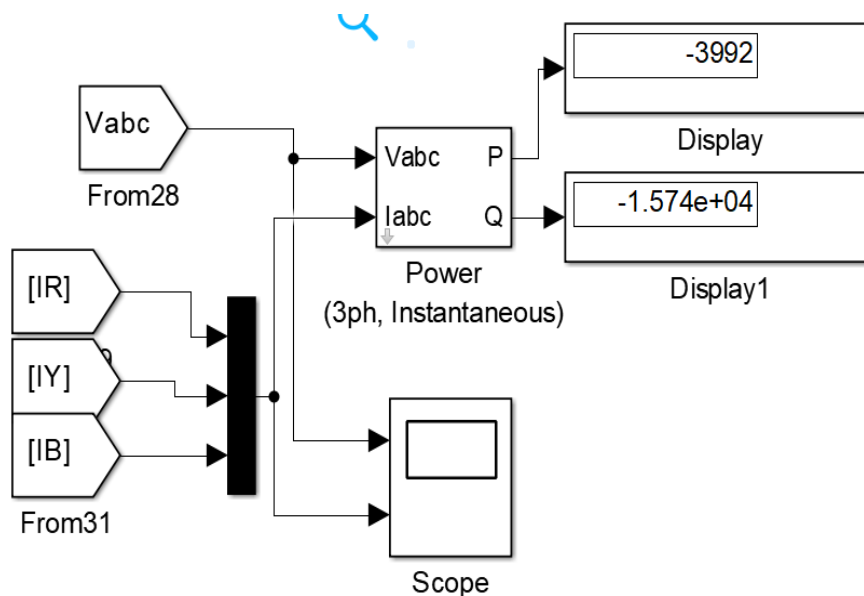 -3992
Display
Vabc
From28
Vabc
P
Iabc
Q
-1.574e+04
Display1
Power
(3ph, Instantaneous)
[IR]
[IY]
[IB]
From31
Scope